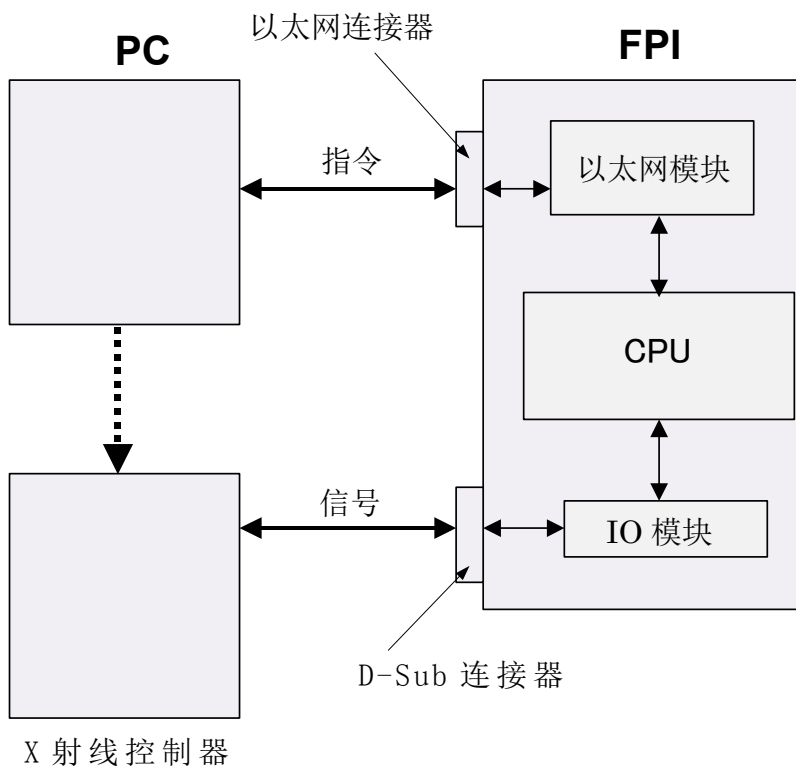 以太网连接器
PC
FPI
指令
以太网模块
CPU
信号
IO 模块
D-Sub 连接器
X 射线控制器